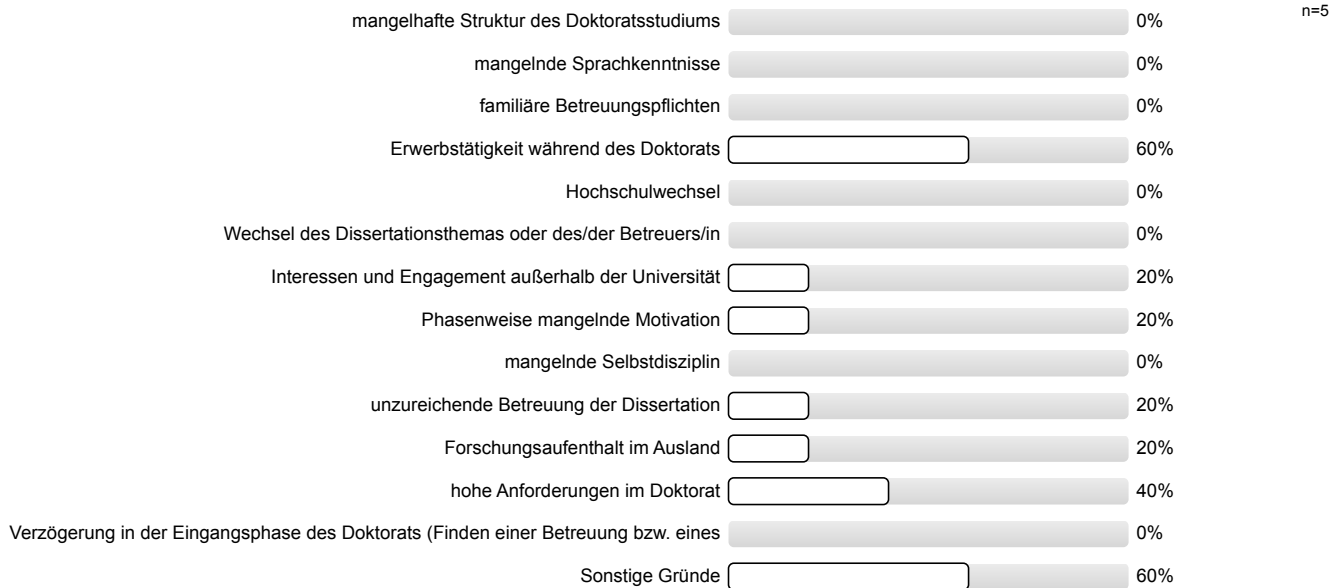 mangelhafte Struktur des Doktoratsstudiums 0% n=5
mangelnde Sprachkenntnisse 0%
familiäre Betreuungspflichten 0%
Erwerbstätigkeit während des Doktorats 60%
Hochschulwechsel 0%
Wechsel des Dissertationsthemas oder des/der Betreuers/in 0%
Interessen und Engagement außerhalb der Universität 20%
Phasenweise mangelnde Motivation 20%
mangelnde Selbstdisziplin 0%
unzureichende Betreuung der Dissertation 20%
Forschungsaufenthalt im Ausland 20%
hohe Anforderungen im Doktorat 40%
Verzögerung in der Eingangsphase des Doktorats (Finden einer Betreuung bzw. eines 0%
Sonstige Gründe 60%